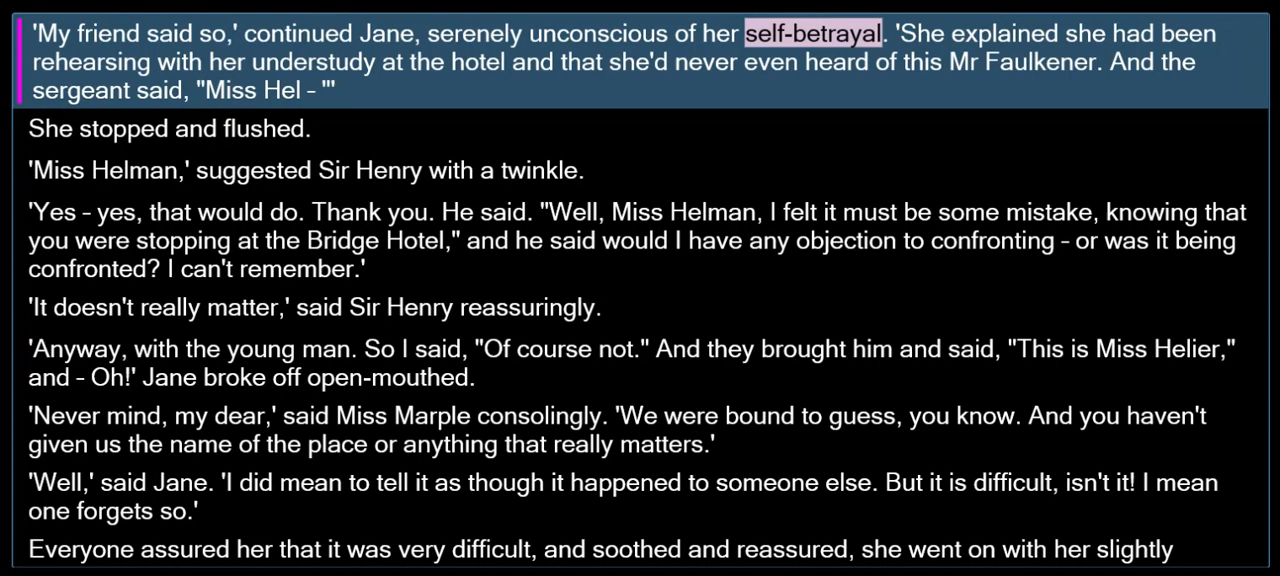 'My friend said so,' continued Jane, serenely unconscious of her self-betrayal. 'She explained she had been
rehearsing with her understudy at the hotel and that she'd never even heard of this Mr Faulkener. And the
sergeant said, "Miss Hel – "'
She stopped and flushed.
'Miss Helman,' suggested Sir Henry with a twinkle.
'Yes – yes, that would do. Thank you. He said. "Well, Miss Helman, I felt it must be some mistake, knowing that
you were stopping at the Bridge Hotel," and he said would I have any objection to confronting – or was it being
confronted? I can't remember.'
'It doesn't really matter,' said Sir Henry reassuringly.
'Anyway, with the young man. So I said, "Of course not." And they brought him and said, "This is Miss Helier,"
and – Oh!' Jane broke off open-mouthed.
'Never mind, my dear,' said Miss Marple consolingly. 'We were bound to guess, you know. And you haven't
given us the name of the place or anything that really matters.'
'Well,' said Jane. 'I did mean to tell it as though it happened to someone else. But it is difficult, isn't it! I mean
one forgets so.'
Everyone assured her that it was very difficult, and soothed and reassured, she went on with her slightly